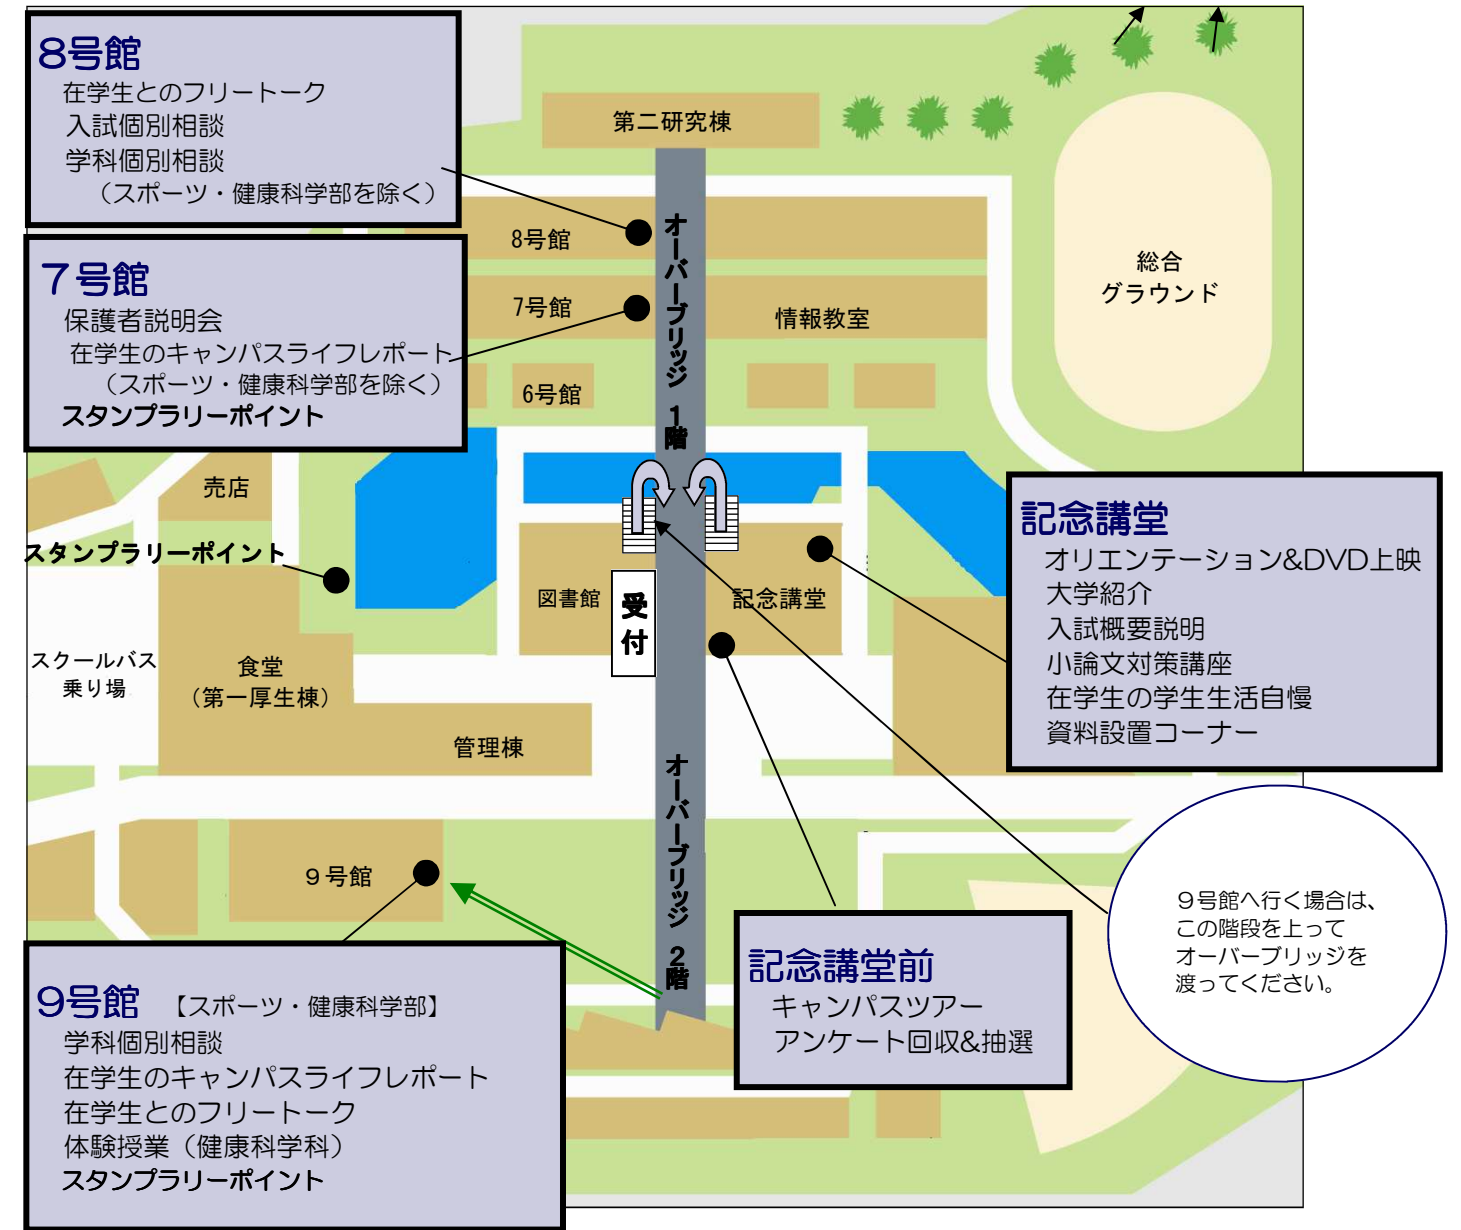 8号館
在学生とのフリートーク
入試個別相談
学科個別相談
（スポーツ・健康科学部を除く）
7号館
保護者説明会
在学生のキャンパスライフレポート
（スポーツ・健康科学部を除く）
スタンプラリーポイント
第二研究棟
8号館
7号館
情報教室
6号館
オーバーブリッジ 1階
総合
グラウンド
売店
スタンプラリーポイント
図書館
受付
記念講堂
スクールバス
乗り場
食堂
（第一厚生棟）
管理棟
記念講堂
オリエンテーション&DVD上映
大学紹介
入試概要説明
小論文対策講座
在学生の学生生活自慢
資料設置コーナー
オーバーブリッジ 2階
９号館
９号館へ行く場合は、
この階段を上って
オーバーブリッジを
渡ってください。
記念講堂前
キャンパスツアー
アンケート回収&抽選
9号館 【スポーツ・健康科学部】
学科個別相談
在学生のキャンパスライフレポート
在学生とのフリートーク
体験授業（健康科学科）
スタンプラリーポイント